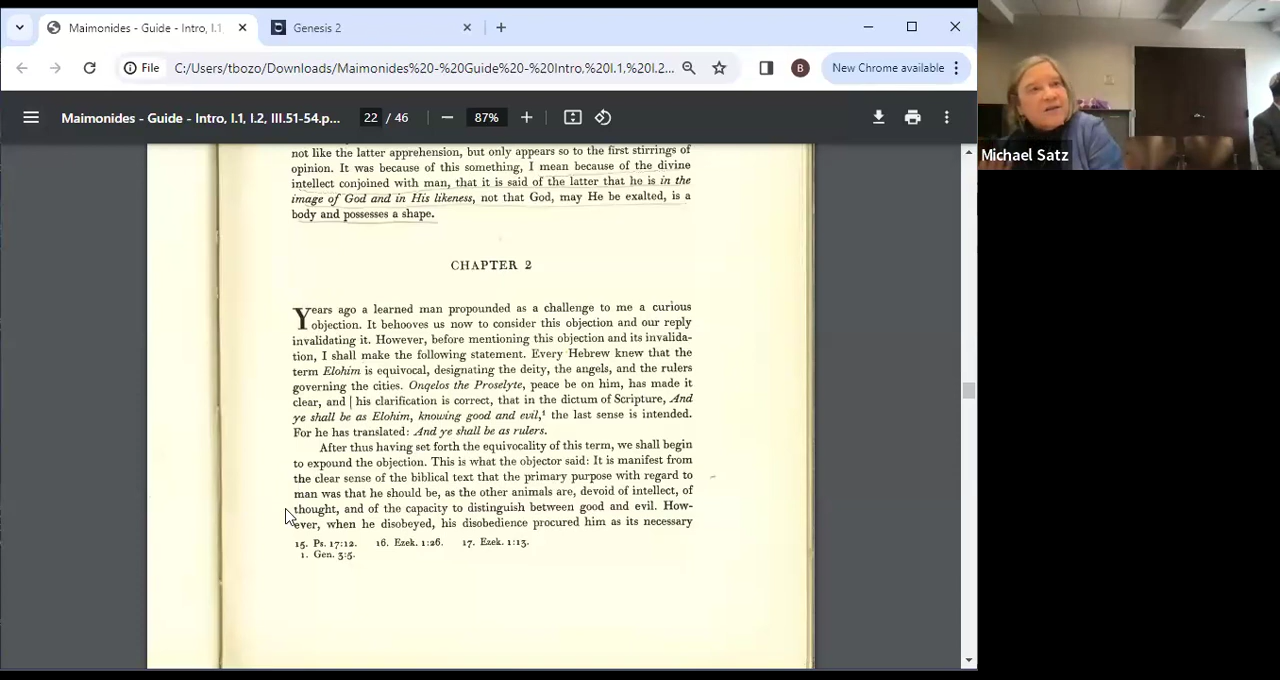 Maimonides - Guide - Intro, I.1,
Genesis 2
File
C:/Users/tbozo/Downloads/Maimonides%20-%20Guide%20-%20Intro,%20I.1,%20I.2...
B
New Chrome available
Maimonides - Guide - Intro, I.1, I.2, III.51-54.p...
22 / 46
87%
Michael Satz
not like the latter apprehension, but only appears so to the first stirrings of
opinion. It was because of this something, I mean because of the divine
intellect conjoined with man, that it is said of the latter that he is in the
image of God and in His likeness, not that God, may He be exalted, is a
body and possesses a shape.
CHAPTER 2
Years ago a learned man propounded as a challenge to me a curious
objection. It behooves us now to consider this objection and our reply
invalidating it. However, before mentioning this objection and its invalida-
tion, I shall make the following statement. Every Hebrew knew that the
term Elohim is equivocal, designating the deity, the angels, and the rulers
governing the cities. Onqelos the Proselyte, peace be on him, has made it
clear, and | his clarification is correct, that in the dictum of Scripture, And
ye shall be as Elohim, knowing good and evil,¹ the last sense is intended.
For he has translated: And ye shall be as rulers.
After thus having set forth the equivocality of this term, we shall begin
to expound the objection. This is what the objector said: It is manifest from
the clear sense of the biblical text that the primary purpose with regard to
man was that he should be, as the other animals are, devoid of intellect, of
thought, and of the capacity to distinguish between good and evil. How-
ever, when he disobeyed, his disobedience procured him as its necessary
15. Ps. 17:12. 16. Ezek. 1:26. 17. Ezek. 1:13.
1. Gen. 3:5.